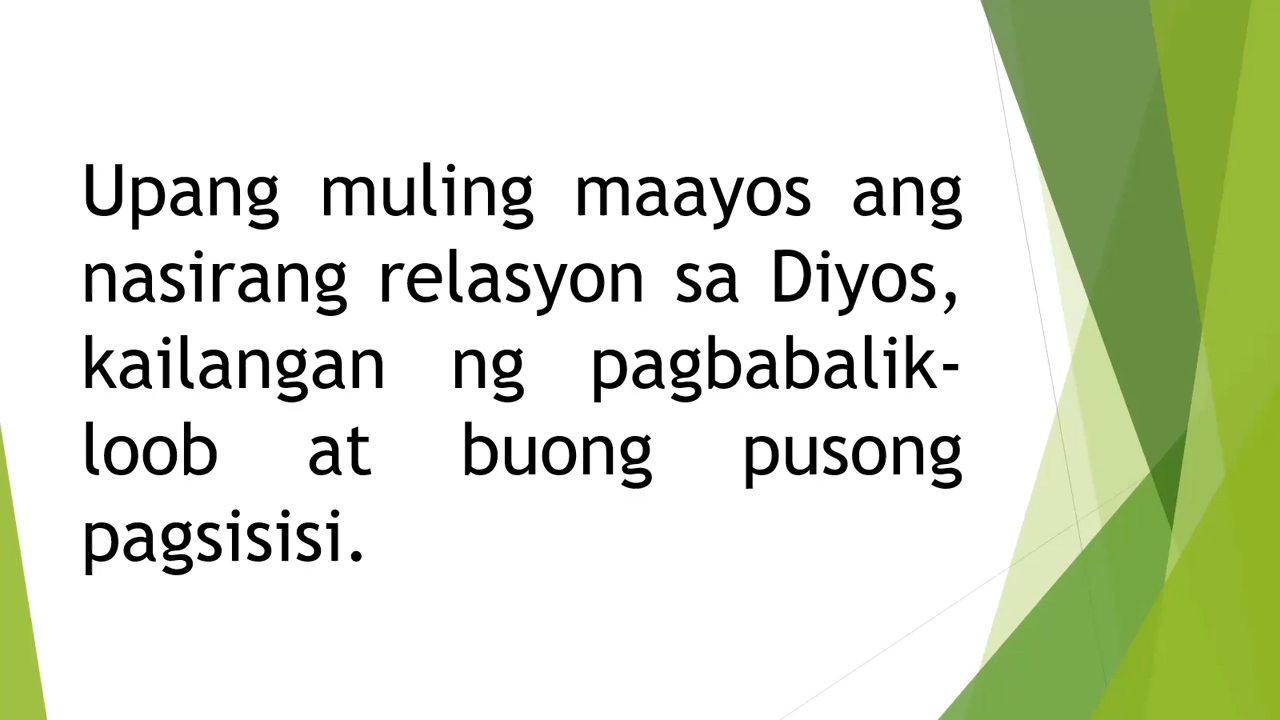 Upang muling maayos ang
nasirang relasyon sa Diyos,
kailangan ng pagbabalik-
loob at buong pusong
pagsisisi.